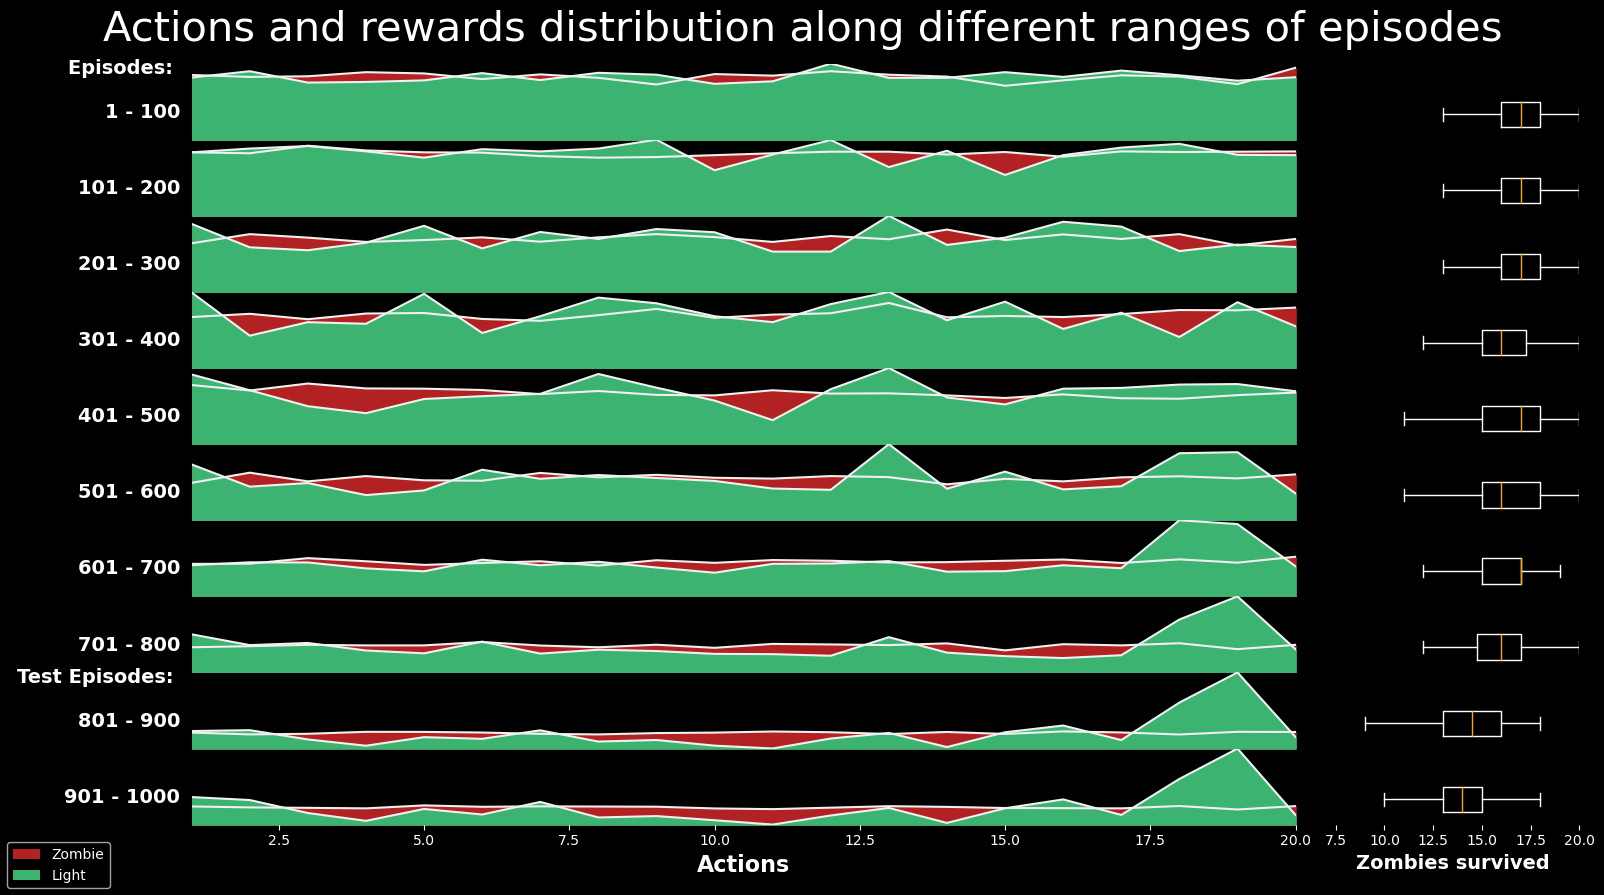 Actions and rewards distribution along different ranges of episodes
Episodes:
1 - 100
101 - 200
201 - 300
301 - 400
401 - 500
501 - 600
601 - 700
701 - 800
Test Episodes:
801 - 900
901 - 1000
2.5 5.0 7.5 10.0 12.5 15.0 17.5 20.0 7.5 10.0 12.5 15.0 17.5 20.0
Actions Zombies survived
Zombie
Light